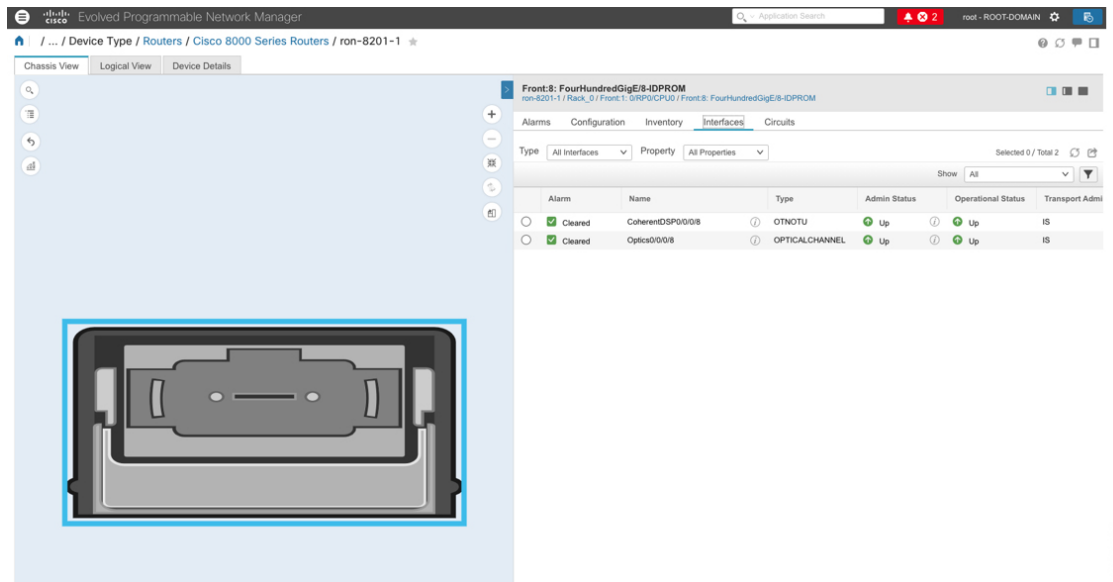 cisco Evolved Programmable Network Manager
Application Search
2
root - ROOT-DOMAIN
/ ... / Device Type / Routers / Cisco 8000 Series Routers / ron-8201-1
Chassis View Logical View Device Details
Front:8: FourHundredGigE/8-IDPROM
ron-8201-1 / Rack_0 / Front:1: 0/RP0/CPU0 / Front:8: FourHundredGigE/8-IDPROM
Alarms Configuration Inventory Interfaces Circuits
Type All Interfaces Property All Properties Selected 0 / Total 2
Show All
Alarm Name Type Admin Status Operational Status Transport Admi
Cleared CoherentDSP0/0/0/8 OTNOTU Up Up IS
Cleared Optics0/0/0/8 OPTICALCHANNEL Up Up IS